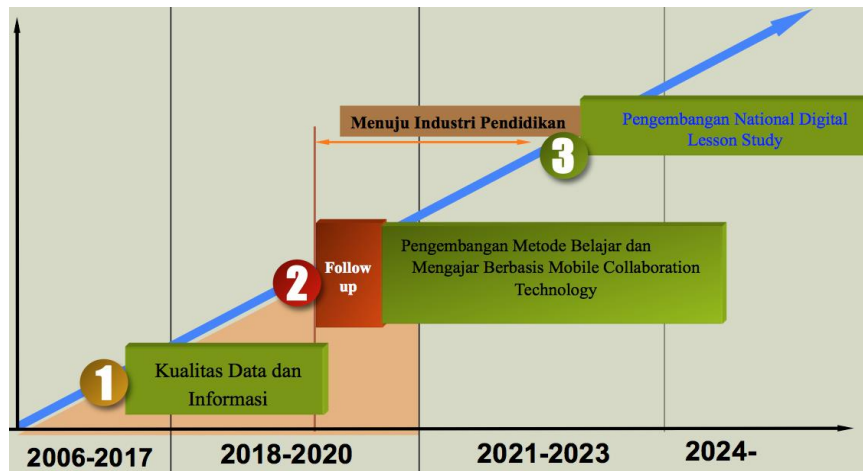 Menuju Industri Pendidikan
3
Pengembangan National Digital
Lesson Study
2
Follow
up
Pengembangan Metode Belajar dan
Mengajar Berbasis Mobile Collaboration
Technology
1
Kualitas Data dan
Informasi
2006-2017
2018-2020
2021-2023
2024-